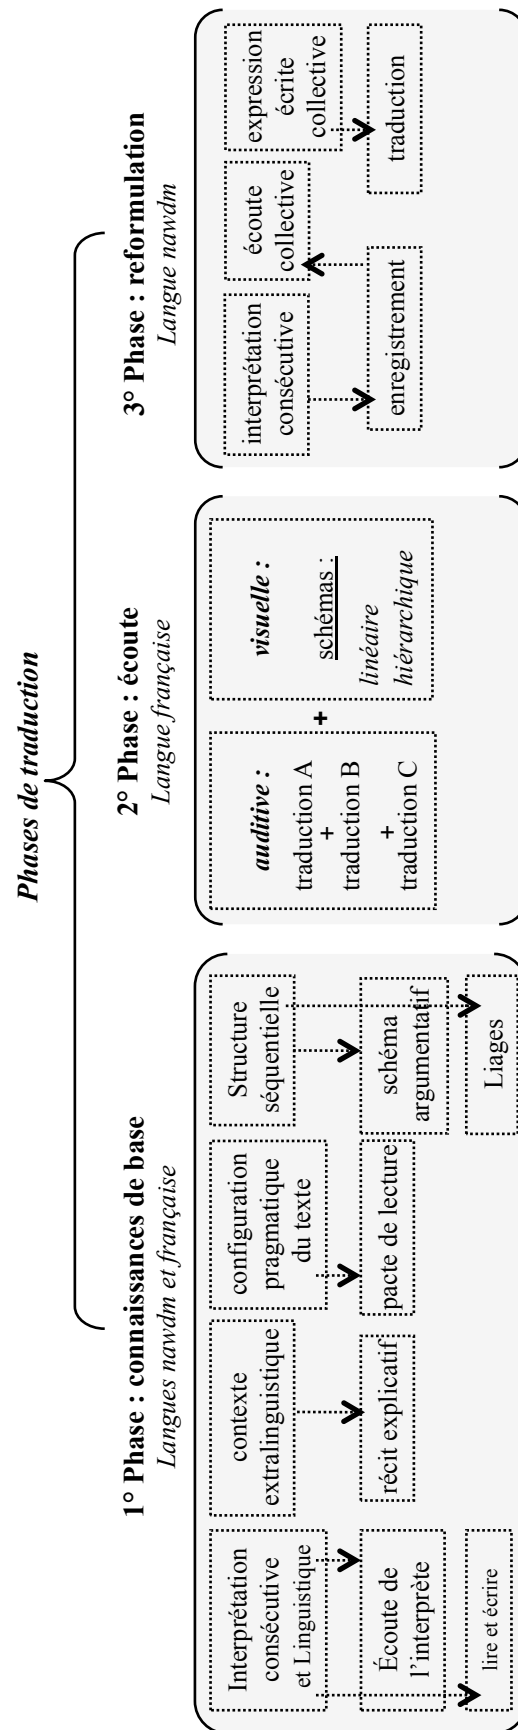 Phases de traduction
1° Phase : connaissances de base
Langues nawdm et française
Interprétation
consécutive
et Linguistique
Écoute de
l’interprète
lire et écrire
contexte
extralinguistique
récit explicatif
configuration
pragmatique
du texte
pacte de lecture
Structure
séquentielle
schéma
argumentatif
Liages
2° Phase : écoute
Langue française
auditive :
traduction A
+
traduction B
+
traduction C
+
visuelle :
schémas :
linéaire
hiérarchique
3° Phase : reformulation
Langue nawdm
interprétation
consécutive
enregistrement
écoute
collective
expression
écrite
collective
traduction